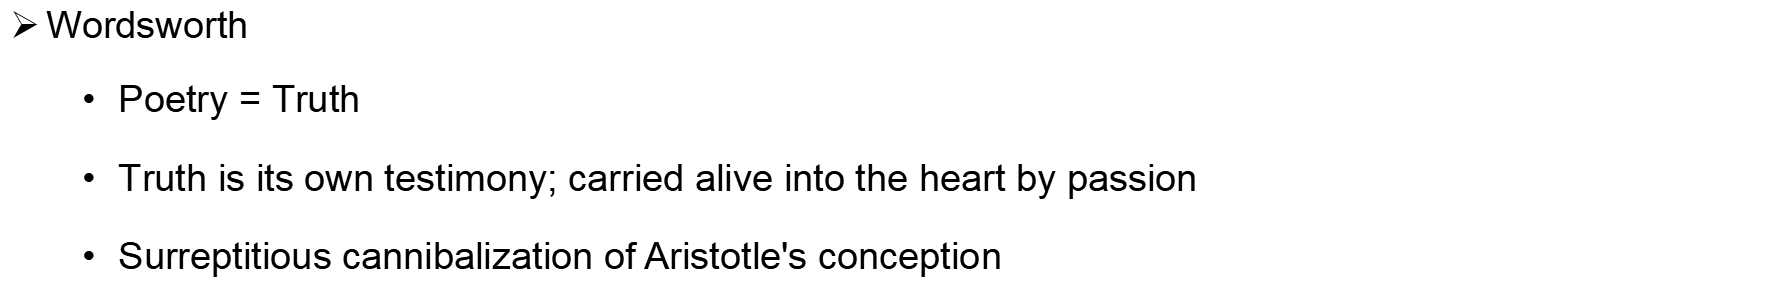 ➢ Wordsworth
• Poetry = Truth
• Truth is its own testimony; carried alive into the heart by passion
• Surreptitious cannibalization of Aristotle's conception